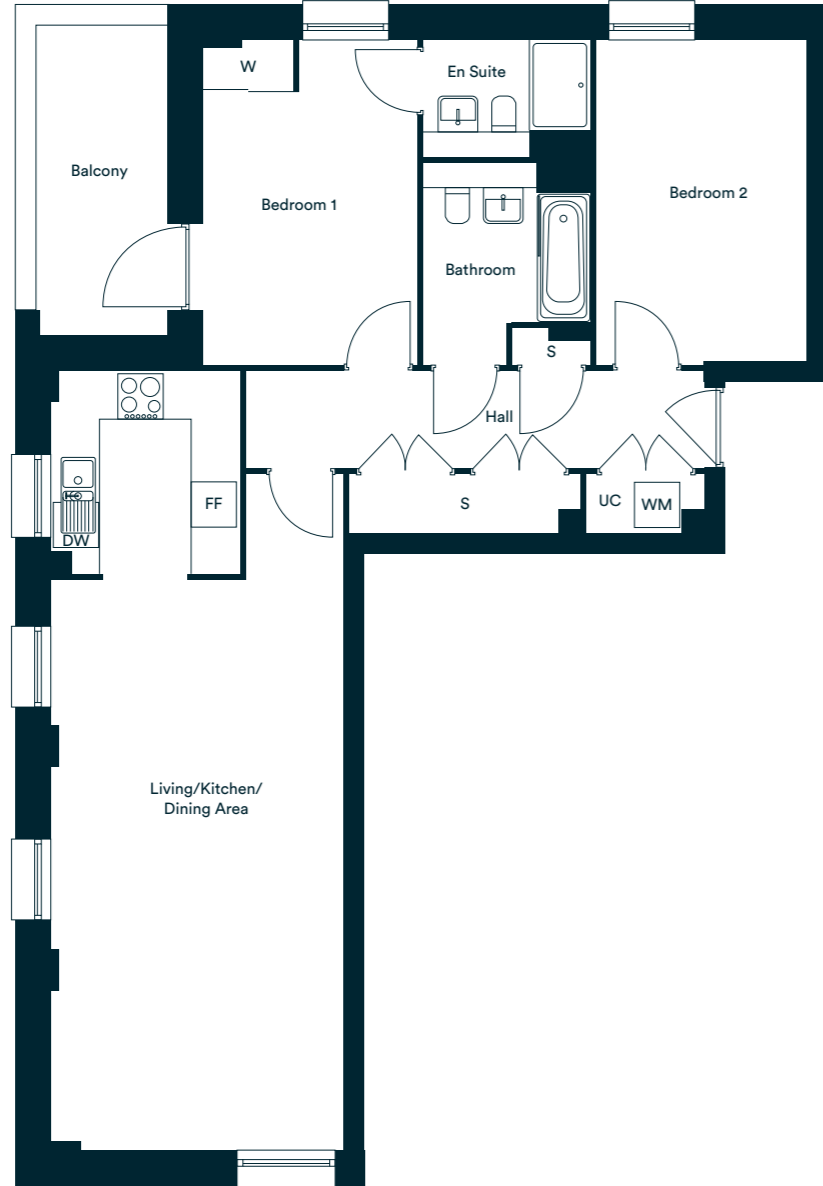 W
En Suite
Balcony
Bedroom 1
Bedroom 2
Bathroom
S
Hall
FF
S
UC
WM
DW
Living/Kitchen/
Dining Area